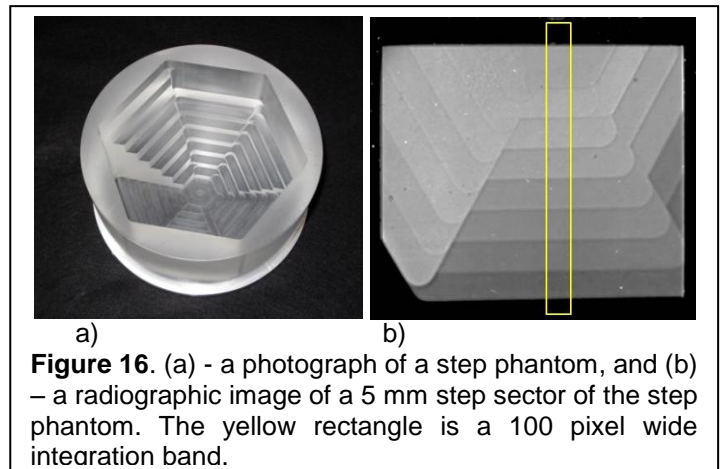 a)
b)
Figure 16. (a) - a photograph of a step phantom, and (b)
– a radiographic image of a 5 mm step sector of the step
phantom. The yellow rectangle is a 100 pixel wide
integration band.